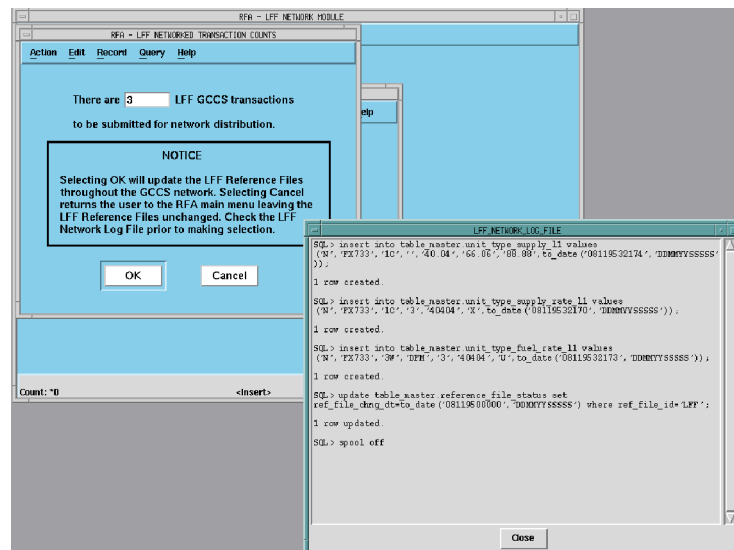 RFA - LFF NETWORK MODULE
RFA - LFF NETWORKED TRANSACTION COUNTS
Action Edit Record Query Help
There are 3 LFF GCCS transactions
to be submitted for network distribution.
elp
NOTICE
Selecting OK will update the LFF Reference Files
throughout the GCCS network. Selecting Cancel
returns the user to the RFA main menu leaving the
LFF Reference Files unchanged. Check the LFF
Network Log File prior to making selection.
OK Cancel
Count: *0 <Insert>
LFF_NETWORK_LOG_FILE
SQL> insert into table_master.unit_type_supply_l1 values
('N','FX733','1C','','40.04','66.06','88.88',to_date('08119532174','DDMMYYSSSSS'
));
1 row created.
SQL> insert into table_master.unit_type_supply_rate_l1 values
('N','FX733','1C','3','40404','X',to_date('08119532170','DDMMYYSSSSS'));
1 row created.
SQL> insert into table_master.unit_type_fuel_rate_l1 values
('N','FX733','3W','DFM','3','40404','U',to_date('08119532173','DDMMYYSSSSS'));
1 row created.
SQL> update table_master.reference_file_status set
ref_file_chng_dt=to_date('08119500000','DDMMYYSSSSS') where ref_file_id='LFF';
1 row updated.
SQL> spool off
Close